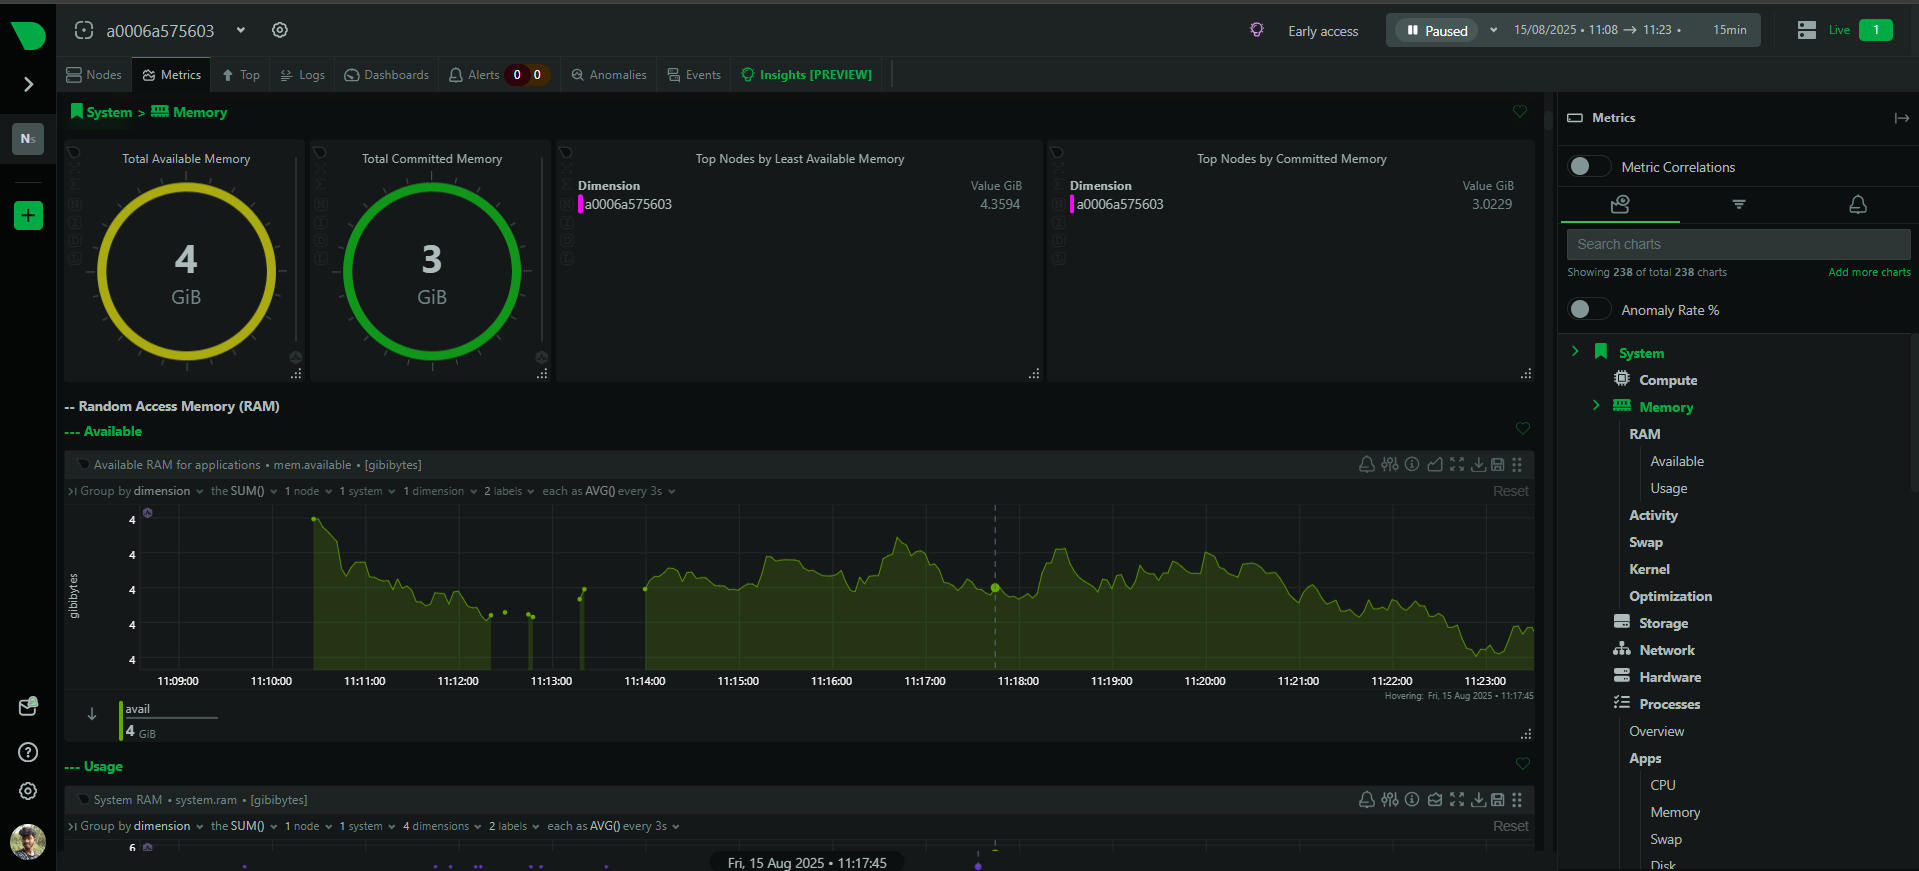 a0006a575603
Early access
Paused
15/08/2025 • 11:08 → 11:23 •
15min
Live
1
Nodes
Metrics
Top
Logs
Dashboards
Alerts
0
0
Anomalies
Events
Insights [PREVIEW]
Ns
System > Memory
Total Available Memory
4
GiB
Total Committed Memory
3
GiB
Top Nodes by Least Available Memory
Dimension Value GiB
a0006a575603 4.3594
Top Nodes by Committed Memory
Dimension Value GiB
a0006a575603 3.0229
-- Random Access Memory (RAM)
--- Available
Available RAM for applications • mem.available • [gibibytes]
Group by dimension the SUM() 1 node 1 system 1 dimension 2 labels each as AVG() every 3s
Reset
gibibytes
4
4
4
4
4
11:09:00 11:10:00 11:11:00 11:12:00 11:13:00 11:14:00 11:15:00 11:16:00 11:17:00 11:18:00 11:19:00 11:20:00 11:21:00 11:22:00 11:23:00
Hovering: Fri, 15 Aug 2025 • 11:17:45
avail
4 GiB
--- Usage
System RAM • system.ram • [gibibytes]
Group by dimension the SUM() 1 node 1 system 4 dimensions 2 labels each as AVG() every 3s
Reset
6
Fri, 15 Aug 2025 • 11:17:45
Metrics
Metric Correlations
Search charts
Showing 238 of total 238 charts
Add more charts
Anomaly Rate %
System
Compute
Memory
RAM
Available
Usage
Activity
Swap
Kernel
Optimization
Storage
Network
Hardware
Processes
Overview
Apps
CPU
Memory
Swap
Disk